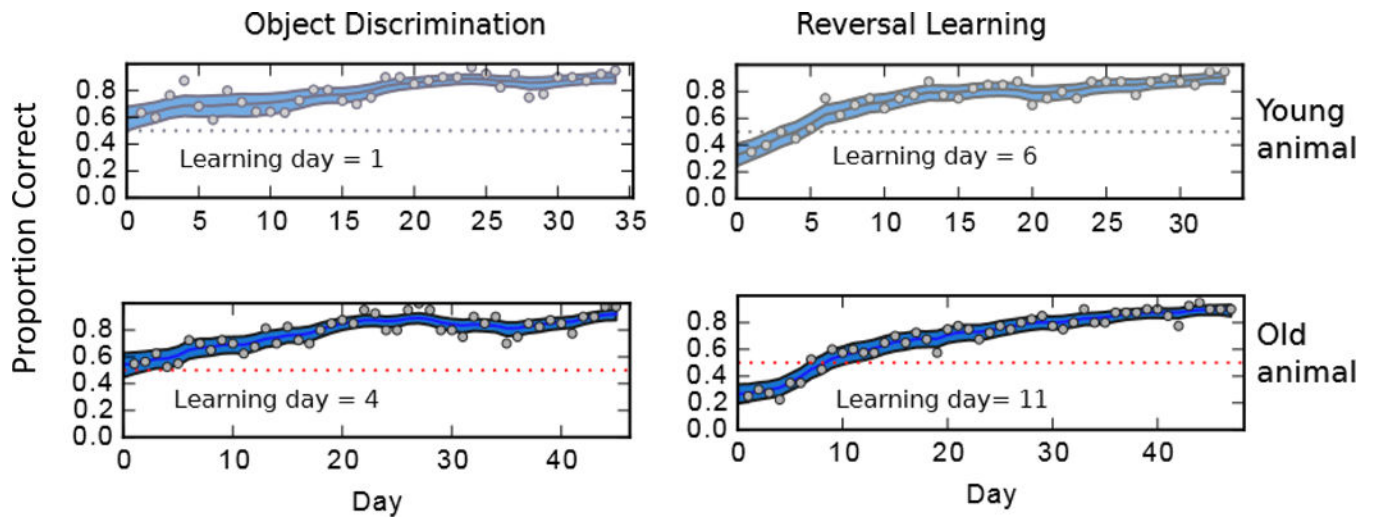 Object Discrimination
Reversal Learning
Proportion Correct
0.8
0.6
0.4
0.2
0.0
Learning day = 1
0 5 10 15 20 25 30 35
0.8
0.6
0.4
0.2
0.0
Learning day = 6
0 5 10 15 20 25 30
Young
animal
0.8
0.6
0.4
0.2
0.0
Learning day = 4
0 10 20 30 40
Day
0.8
0.6
0.4
0.2
0.0
Learning day= 11
0 10 20 30 40
Day
Old
animal